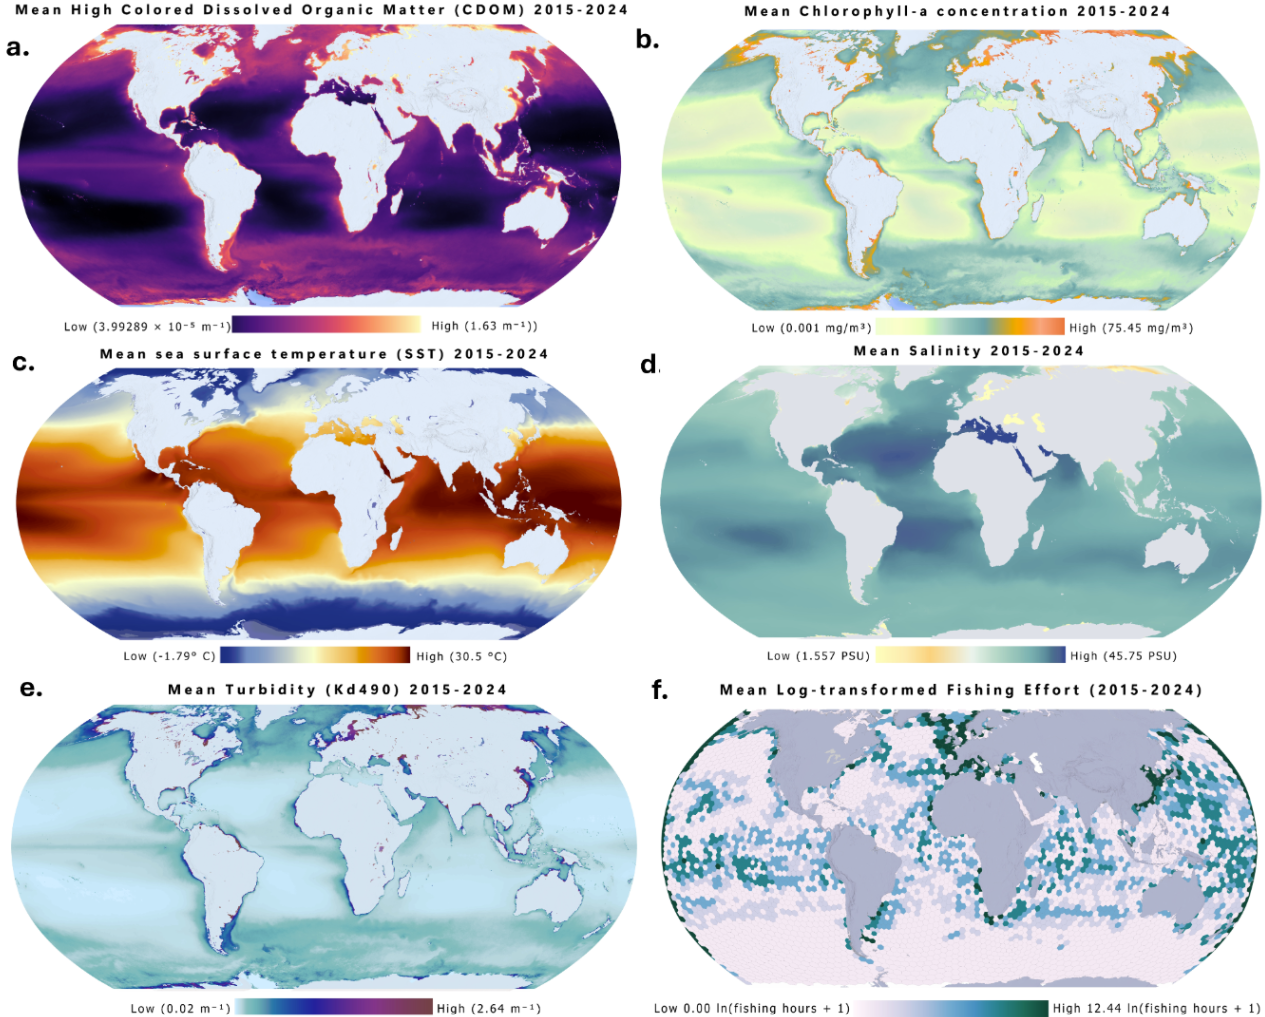 Mean High Colored Dissolved Organic Matter (CDOM) 2015-2024
a.
Low (3.99289 × 10⁻⁵ m⁻¹) High (1.63 m⁻¹))
Mean Chlorophyll-a concentration 2015-2024
b.
Low (0.001 mg/m³) High (75.45 mg/m³)
Mean sea surface temperature (SST) 2015-2024
c.
Low (-1.79° C) High (30.5 °C)
Mean Salinity 2015-2024
d.
Low (1.557 PSU) High (45.75 PSU)
Mean Turbidity (Kd490) 2015-2024
e.
Low (0.02 m⁻¹) High (2.64 m⁻¹)
Mean Log-transformed Fishing Effort (2015-2024)
f.
Low 0.00 ln(fishing hours + 1) High 12.44 ln(fishing hours + 1)